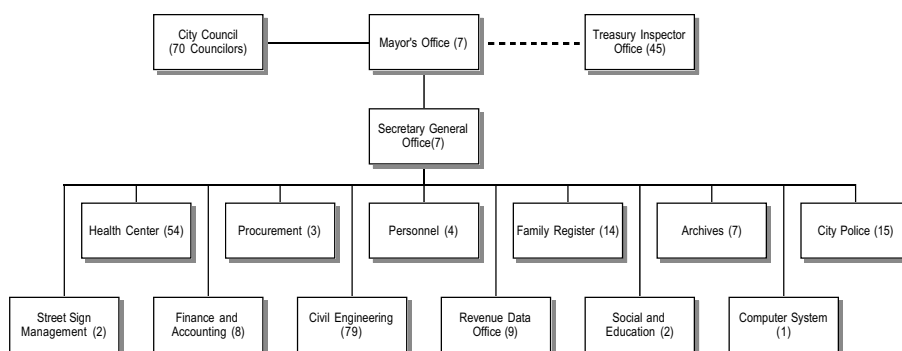 City Council
(70 Councilors)
Mayor's Office (7)
Treasury Inspector
Office (45)
Secretary General
Office(7)
Health Center (54)
Procurement (3)
Personnel (4)
Family Register (14)
Archives (7)
City Police (15)
Street Sign
Management (2)
Finance and
Accounting (8)
Civil Engineering
(79)
Revenue Data
Office (9)
Social and
Education (2)
Computer System
(1)